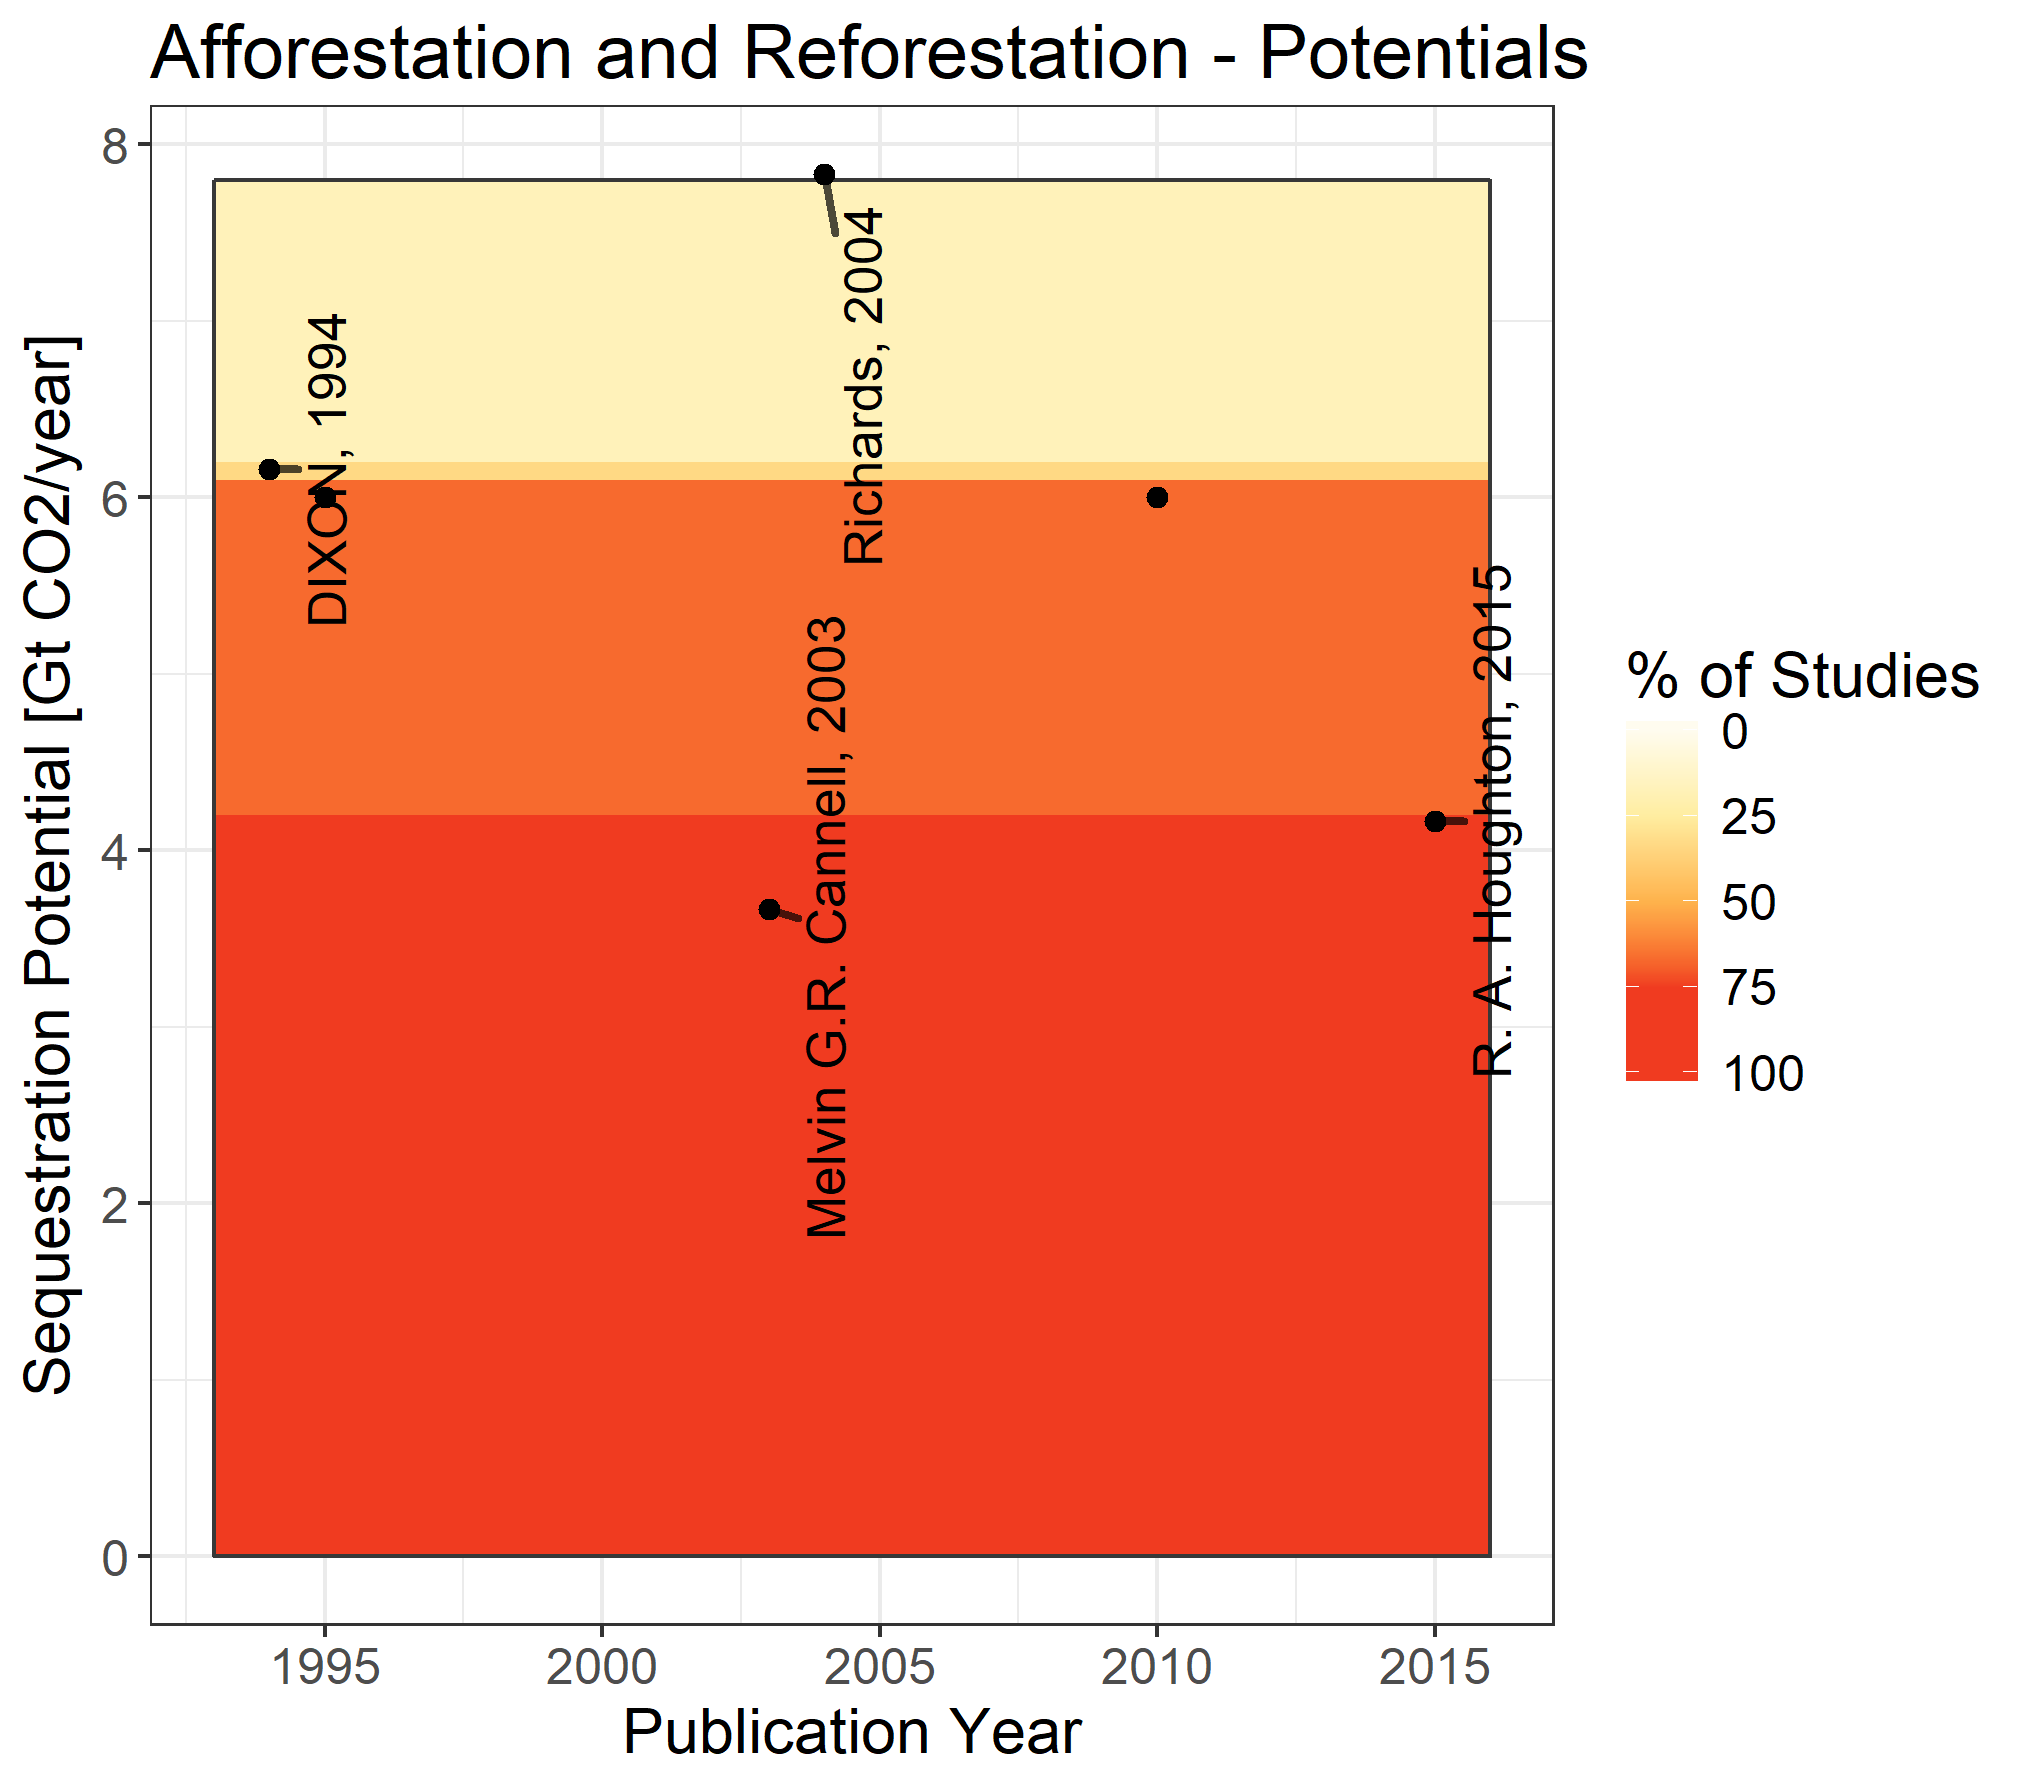 Afforestation and Reforestation - Potentials
Sequestration Potential [Gt CO2/year]
8
6
4
2
0
DIXON, 1994
Richards, 2004
Melvin G.R. Cannell, 2003
R. A. Houghton, 2015
1995
2000
2005
2010
2015
Publication Year
% of Studies
0
25
50
75
100